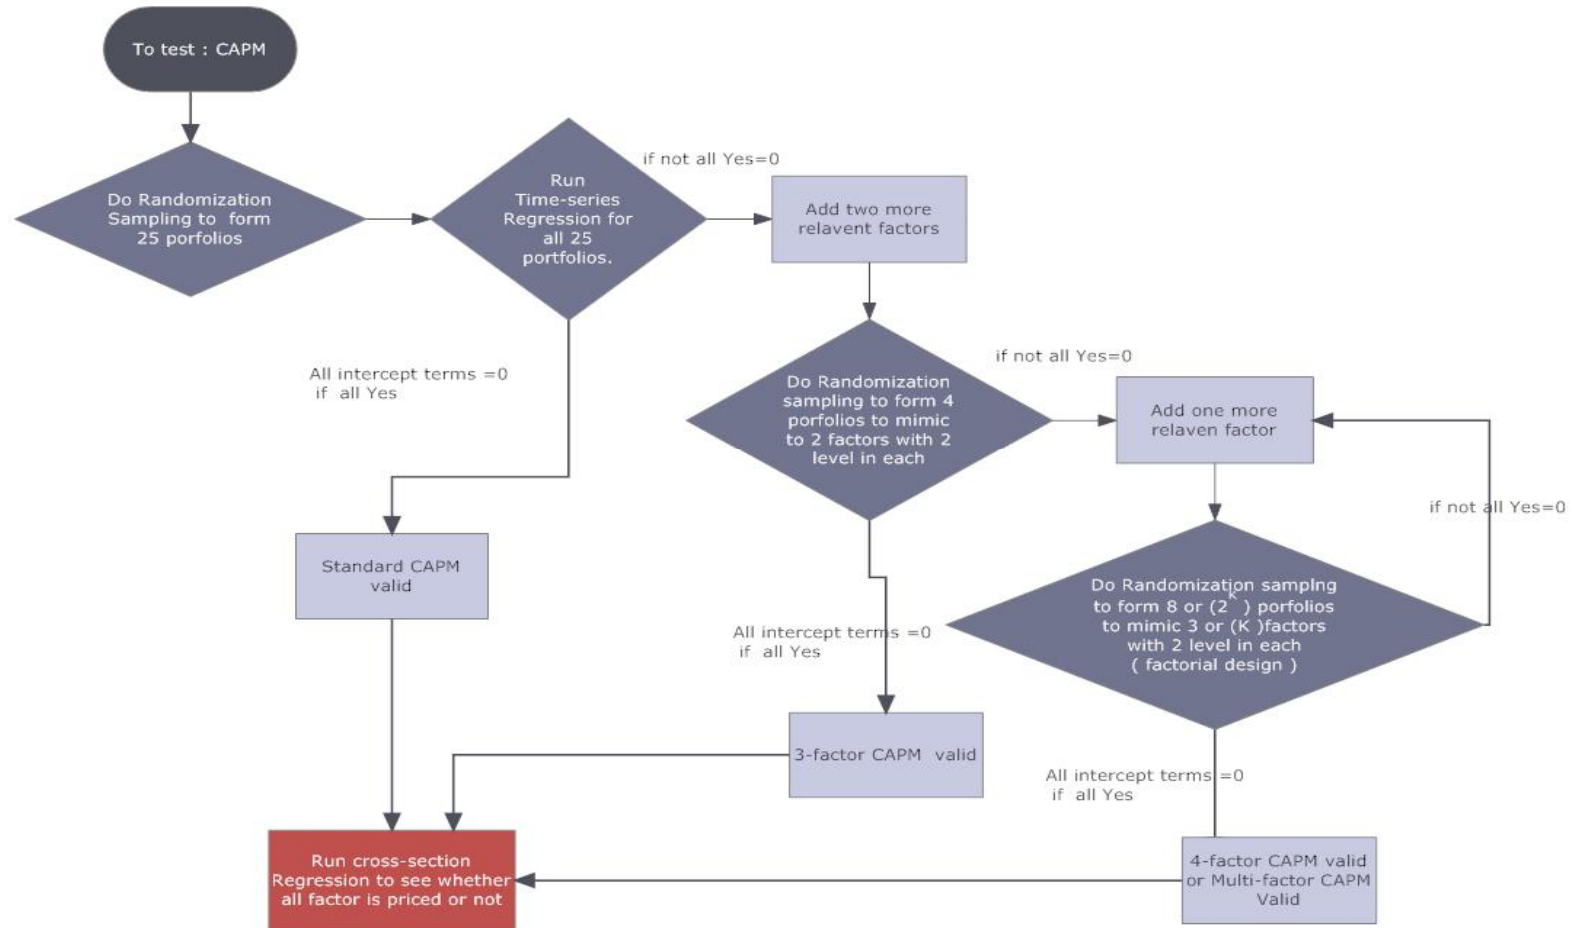 To test : CAPM
Do Randomization
Sampling to form
25 porfolios
Run
Time-series
Regression for
all 25
portfolios.
if not all Yes=0
Add two more
relavent factors
All intercept terms =0
if all Yes
Do Randomization
sampling to form 4
porfolios to mimic
to 2 factors with 2
level in each
if not all Yes=0
Add one more
relaven factor
if not all Yes=0
Standard CAPM
valid
Do Randomization samplng
to form 8 or (2^K ) porfolios
to mimic 3 or (K )factors
with 2 level in each
( factorial design )
All intercept terms =0
if all Yes
3-factor CAPM valid
All intercept terms =0
if all Yes
Run cross-section
Regression to see whether
all factor is priced or not
4-factor CAPM valid
or Multi-factor CAPM
Valid